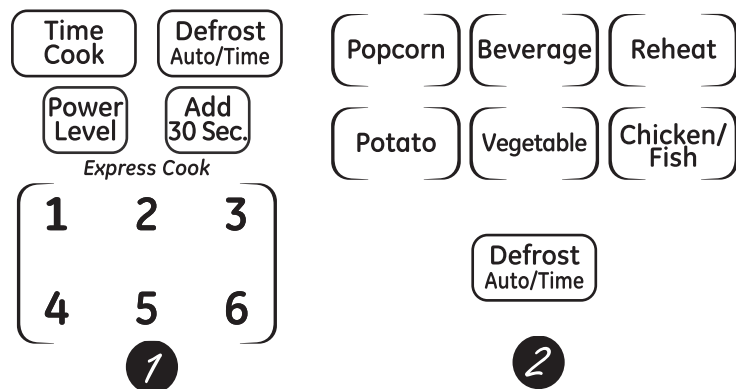 Time
Cook
Defrost
Auto/Time
Power
Level
Add
30 Sec.
Express Cook
1 2 3
4 5 6
1
Popcorn
Beverage
Reheat
Potato
Vegetable
Chicken/
Fish
Defrost
Auto/Time
2